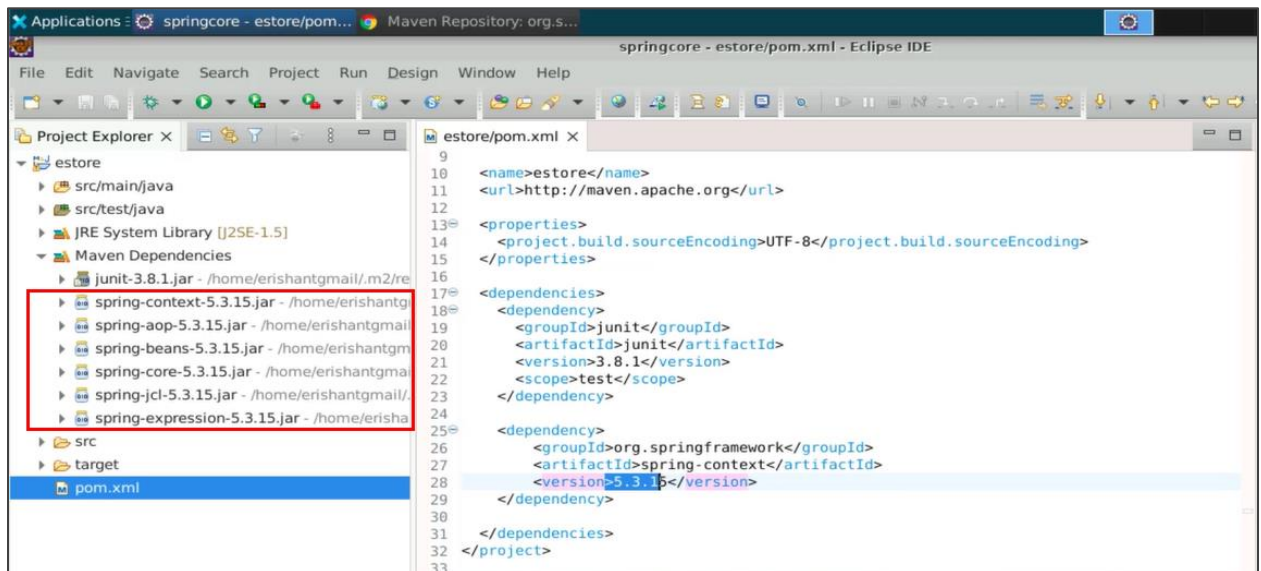 Applications springcore - estore/pom... Maven Repository: org.s...
springcore - estore/pom.xml - Eclipse IDE
File Edit Navigate Search Project Run Design Window Help
Project Explorer
estore
src/main/java
src/test/java
JRE System Library [J2SE-1.5]
Maven Dependencies
junit-3.8.1.jar - /home/erishantgmail/.m2/re
spring-context-5.3.15.jar - /home/erishantg
spring-aop-5.3.15.jar - /home/erishantgmail
spring-beans-5.3.15.jar - /home/erishantgm
spring-core-5.3.15.jar - /home/erishantgmai
spring-jcl-5.3.15.jar - /home/erishantgmail/.
spring-expression-5.3.15.jar - /home/erisha
src
target
pom.xml
estore/pom.xml
9
10 <name>estore</name>
11 <url>http://maven.apache.org</url>
12
13 <properties>
14 <project.build.sourceEncoding>UTF-8</project.build.sourceEncoding>
15 </properties>
16
17 <dependencies>
18 <dependency>
19 <groupId>junit</groupId>
20 <artifactId>junit</artifactId>
21 <version>3.8.1</version>
22 <scope>test</scope>
23 </dependency>
24
25 <dependency>
26 <groupId>org.springframework</groupId>
27 <artifactId>spring-context</artifactId>
28 <version>5.3.15</version>
29 </dependency>
30
31 </dependencies>
32 </project>
33